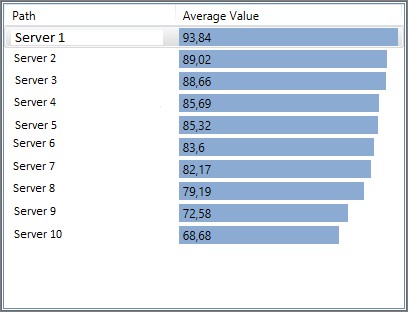 Path Average Value
Server 1 93,84
Server 2 89,02
Server 3 88,66
Server 4 85,69
Server 5 85,32
Server 6 83,6
Server 7 82,17
Server 8 79,19
Server 9 72,58
Server 10 68,68